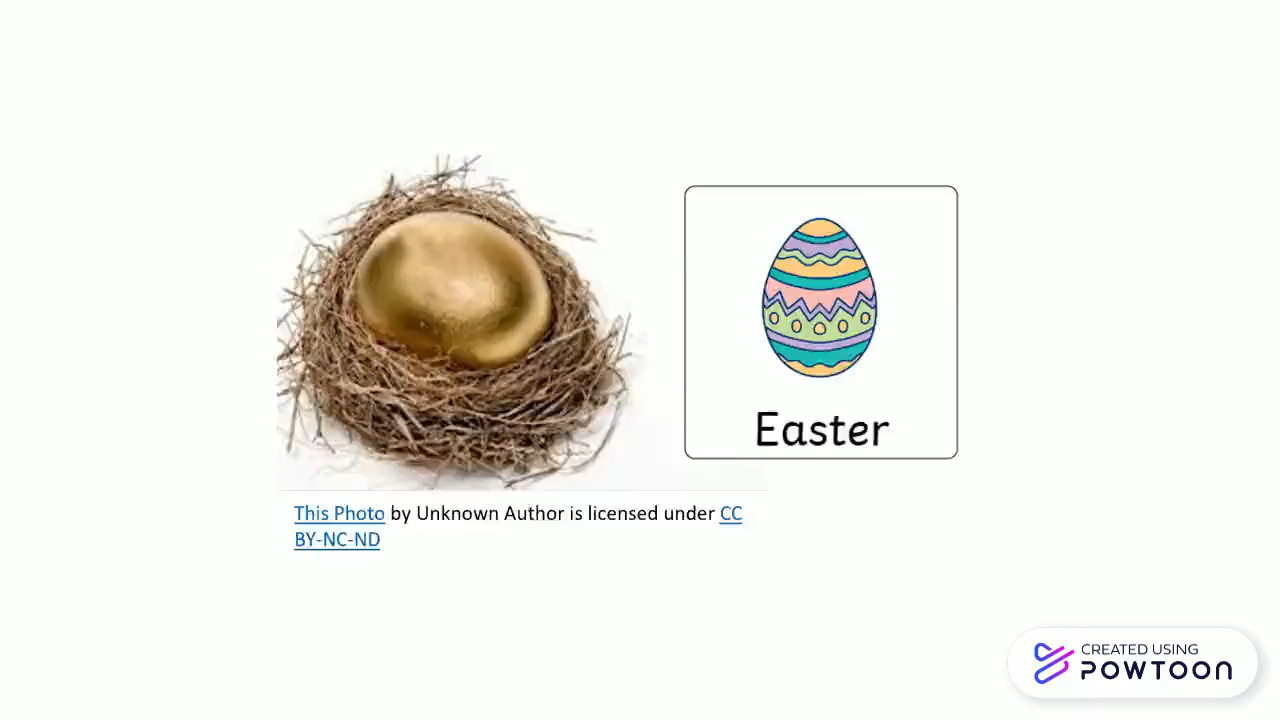 Easter
This Photo by Unknown Author is licensed under CC
BY-NC-ND
CREATED USING
POWTOON